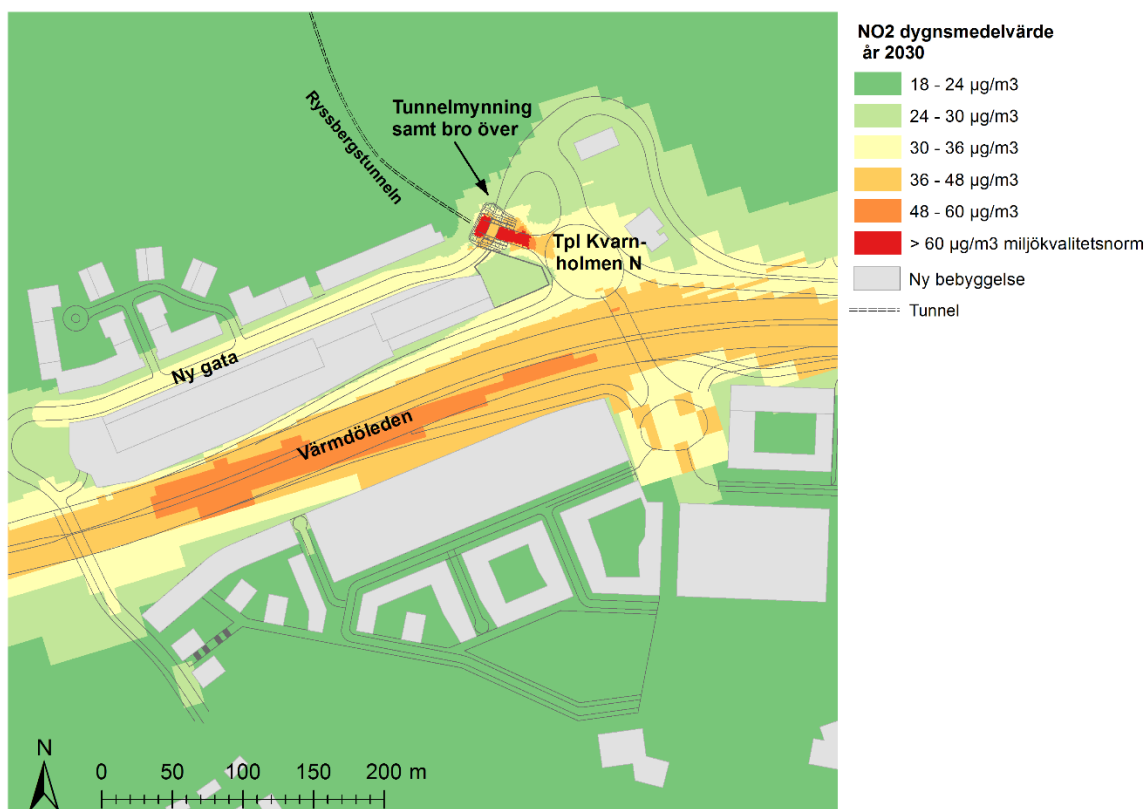 NO2 dygnsmedelvärde
år 2030
18 - 24 µg/m3
24 - 30 µg/m3
30 - 36 µg/m3
36 - 48 µg/m3
48 - 60 µg/m3
> 60 µg/m3 miljökvalitetsnorm
Ny bebyggelse
Tunnel
Ryssbergstunneln
Tunnelmynning
samt bro över
Tpl Kvarn-
holmen N
Ny gata
Värmdöleden
N
0 50 100 150 200 m